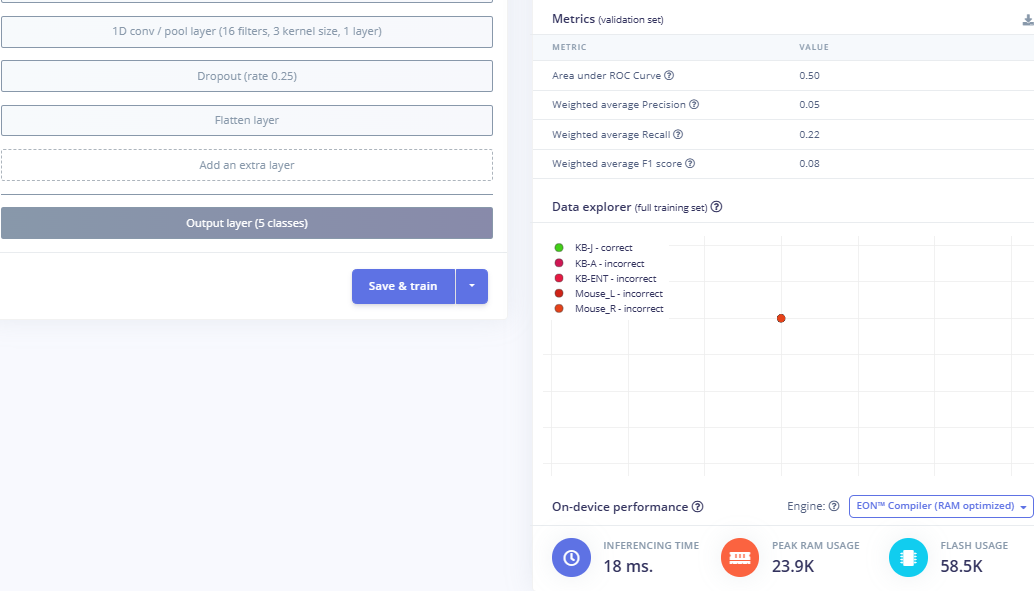 1D conv / pool layer (16 filters, 3 kernel size, 1 layer)
Dropout (rate 0.25)
Flatten layer
Add an extra layer
Output layer (5 classes)
Save & train
Metrics (validation set)
METRIC VALUE
Area under ROC Curve ? 0.50
Weighted average Precision ? 0.05
Weighted average Recall ? 0.22
Weighted average F1 score ? 0.08
Data explorer (full training set) ?
KB-J - correct
KB-A - incorrect
KB-ENT - incorrect
Mouse_L - incorrect
Mouse_R - incorrect
On-device performance ? Engine: ? EON™ Compiler (RAM optimized)
INFERENCING TIME
18 ms.
PEAK RAM USAGE
23.9K
FLASH USAGE
58.5K